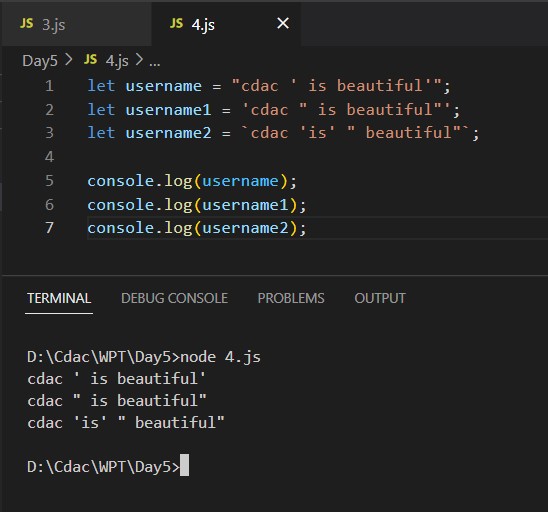 JS 3.js JS 4.js ×
Day5 > JS 4.js > ...
1 let username = "cdac ' is beautiful'";
2 let username1 = 'cdac " is beautiful"';
3 let username2 = `cdac 'is' " beautiful"`;
4
5 console.log(username);
6 console.log(username1);
7 console.log(username2);
TERMINAL DEBUG CONSOLE PROBLEMS OUTPUT
D:\Cdac\WPT\Day5>node 4.js
cdac ' is beautiful'
cdac " is beautiful"
cdac 'is' " beautiful"
D:\Cdac\WPT\Day5>